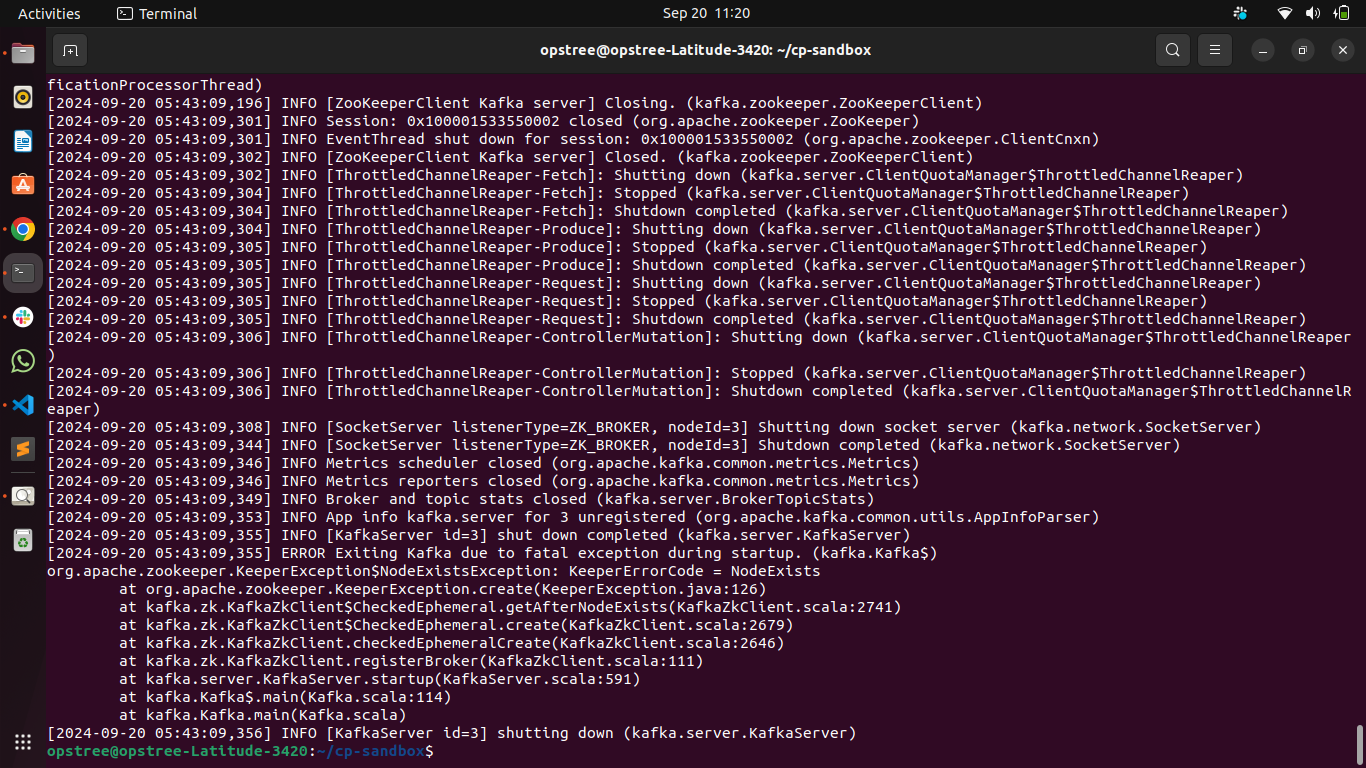 Activities Terminal Sep 20 11:20
opstree@opstree-Latitude-3420: ~/cp-sandbox
ficationProcessorThread)
[2024-09-20 05:43:09,196] INFO [ZooKeeperClient Kafka server] Closing. (kafka.zookeeper.ZooKeeperClient)
[2024-09-20 05:43:09,301] INFO Session: 0x100001533550002 closed (org.apache.zookeeper.ZooKeeper)
[2024-09-20 05:43:09,301] INFO EventThread shut down for session: 0x100001533550002 (org.apache.zookeeper.ClientCnxn)
[2024-09-20 05:43:09,302] INFO [ZooKeeperClient Kafka server] Closed. (kafka.zookeeper.ZooKeeperClient)
[2024-09-20 05:43:09,302] INFO [ThrottledChannelReaper-Fetch]: Shutting down (kafka.server.ClientQuotaManager$ThrottledChannelReaper)
[2024-09-20 05:43:09,304] INFO [ThrottledChannelReaper-Fetch]: Stopped (kafka.server.ClientQuotaManager$ThrottledChannelReaper)
[2024-09-20 05:43:09,304] INFO [ThrottledChannelReaper-Fetch]: Shutdown completed (kafka.server.ClientQuotaManager$ThrottledChannelReaper)
[2024-09-20 05:43:09,304] INFO [ThrottledChannelReaper-Produce]: Shutting down (kafka.server.ClientQuotaManager$ThrottledChannelReaper)
[2024-09-20 05:43:09,305] INFO [ThrottledChannelReaper-Produce]: Stopped (kafka.server.ClientQuotaManager$ThrottledChannelReaper)
[2024-09-20 05:43:09,305] INFO [ThrottledChannelReaper-Produce]: Shutdown completed (kafka.server.ClientQuotaManager$ThrottledChannelReaper)
[2024-09-20 05:43:09,305] INFO [ThrottledChannelReaper-Request]: Shutting down (kafka.server.ClientQuotaManager$ThrottledChannelReaper)
[2024-09-20 05:43:09,305] INFO [ThrottledChannelReaper-Request]: Stopped (kafka.server.ClientQuotaManager$ThrottledChannelReaper)
[2024-09-20 05:43:09,305] INFO [ThrottledChannelReaper-Request]: Shutdown completed (kafka.server.ClientQuotaManager$ThrottledChannelReaper)
[2024-09-20 05:43:09,306] INFO [ThrottledChannelReaper-ControllerMutation]: Shutting down (kafka.server.ClientQuotaManager$ThrottledChannelReaper
)
[2024-09-20 05:43:09,306] INFO [ThrottledChannelReaper-ControllerMutation]: Stopped (kafka.server.ClientQuotaManager$ThrottledChannelReaper)
[2024-09-20 05:43:09,306] INFO [ThrottledChannelReaper-ControllerMutation]: Shutdown completed (kafka.server.ClientQuotaManager$ThrottledChannelR
eaper)
[2024-09-20 05:43:09,308] INFO [SocketServer listenerType=ZK_BROKER, nodeId=3] Shutting down socket server (kafka.network.SocketServer)
[2024-09-20 05:43:09,344] INFO [SocketServer listenerType=ZK_BROKER, nodeId=3] Shutdown completed (kafka.network.SocketServer)
[2024-09-20 05:43:09,346] INFO Metrics scheduler closed (org.apache.kafka.common.metrics.Metrics)
[2024-09-20 05:43:09,346] INFO Metrics reporters closed (org.apache.kafka.common.metrics.Metrics)
[2024-09-20 05:43:09,349] INFO Broker and topic stats closed (kafka.server.BrokerTopicStats)
[2024-09-20 05:43:09,353] INFO App info kafka.server for 3 unregistered (org.apache.kafka.common.utils.AppInfoParser)
[2024-09-20 05:43:09,355] INFO [KafkaServer id=3] shut down completed (kafka.server.KafkaServer)
[2024-09-20 05:43:09,355] ERROR Exiting Kafka due to fatal exception during startup. (kafka.Kafka$)
org.apache.zookeeper.KeeperException$NodeExistsException: KeeperErrorCode = NodeExists
at org.apache.zookeeper.KeeperException.create(KeeperException.java:126)
at kafka.zk.KafkaZkClient$CheckedEphemeral.getAfterNodeExists(KafkaZkClient.scala:2741)
at kafka.zk.KafkaZkClient$CheckedEphemeral.create(KafkaZkClient.scala:2679)
at kafka.zk.KafkaZkClient.checkedEphemeralCreate(KafkaZkClient.scala:2646)
at kafka.zk.KafkaZkClient.registerBroker(KafkaZkClient.scala:111)
at kafka.server.KafkaServer.startup(KafkaServer.scala:591)
at kafka.Kafka$.main(Kafka.scala:114)
at kafka.Kafka.main(Kafka.scala)
[2024-09-20 05:43:09,356] INFO [KafkaServer id=3] shutting down (kafka.server.KafkaServer)
opstree@opstree-Latitude-3420:~/cp-sandbox$